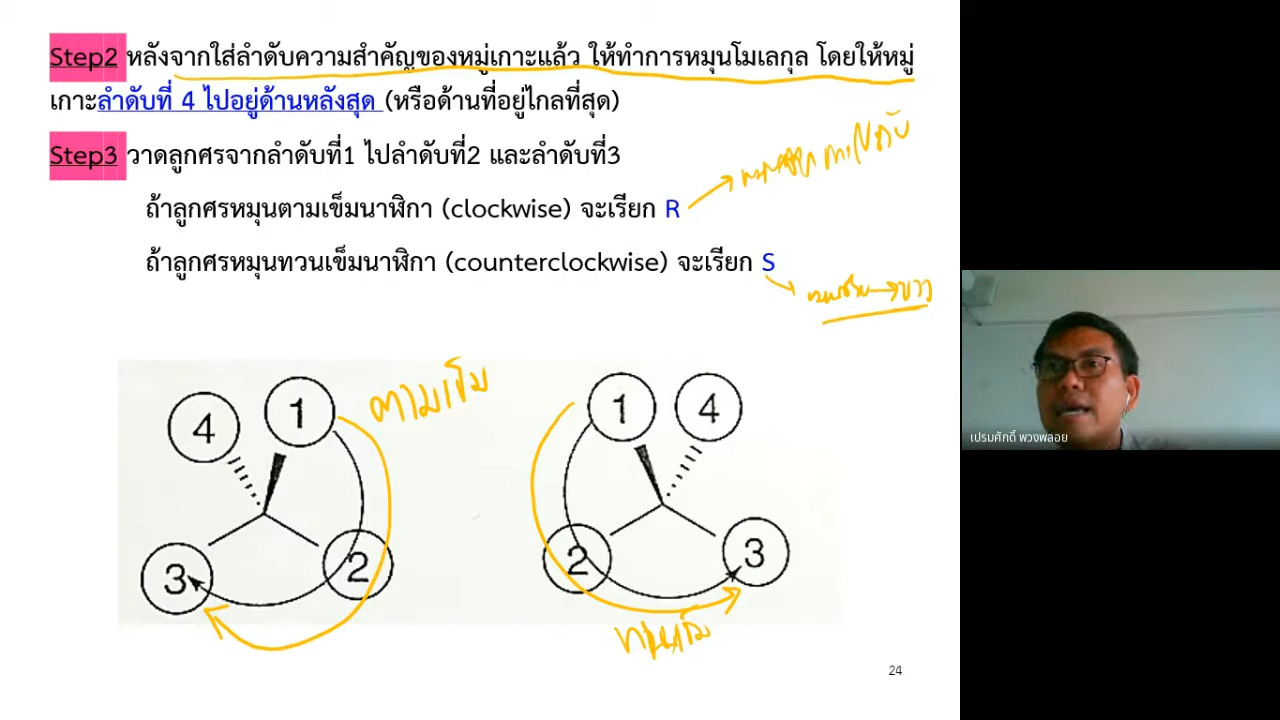 Step2 หลังจากใส่ลำดับความสำคัญของหมู่เกาะแล้ว ให้ทำการหมุนโมเลกุล โดยให้หมู่
เกาะลำดับที่ 4 ไปอยู่ด้านหลังสุด (หรือด้านที่อยู่ไกลที่สุด)
Step3 วาดลูกศรจากลำดับที่1 ไปลำดับที่2 และลำดับที่3
ถ้าลูกศรหมุนตามเข็มนาฬิกา (clockwise) จะเรียก R
ถ้าลูกศรหมุนทวนเข็มนาฬิกา (counterclockwise) จะเรียก S
ตามเข็ม
4 1
3 2
1 4
2 3
ทวนเข็ม
24
เปรมศักดิ์ พวงพลอย